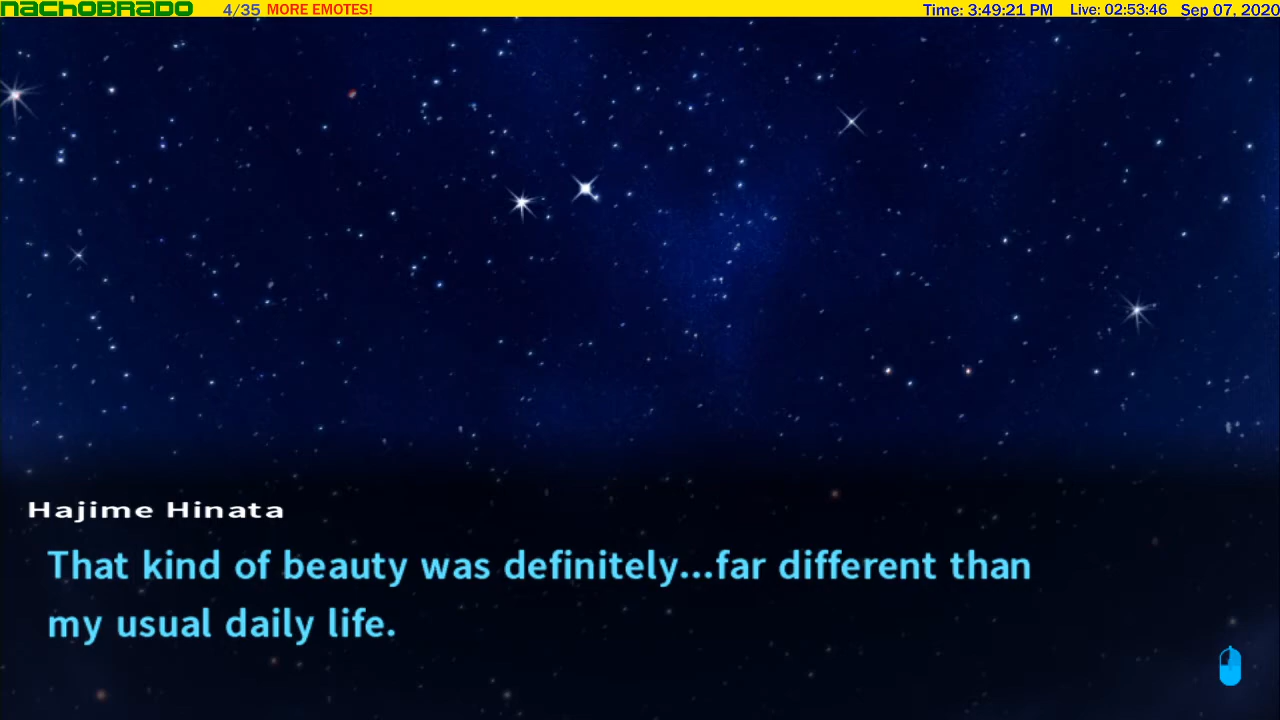 NACHOBRADO 4/35 MORE EMOTES! Time: 3:49:21 PM Live: 02:53:46 Sep 07, 2020
Hajime Hinata
That kind of beauty was definitely...far different than
my usual daily life.